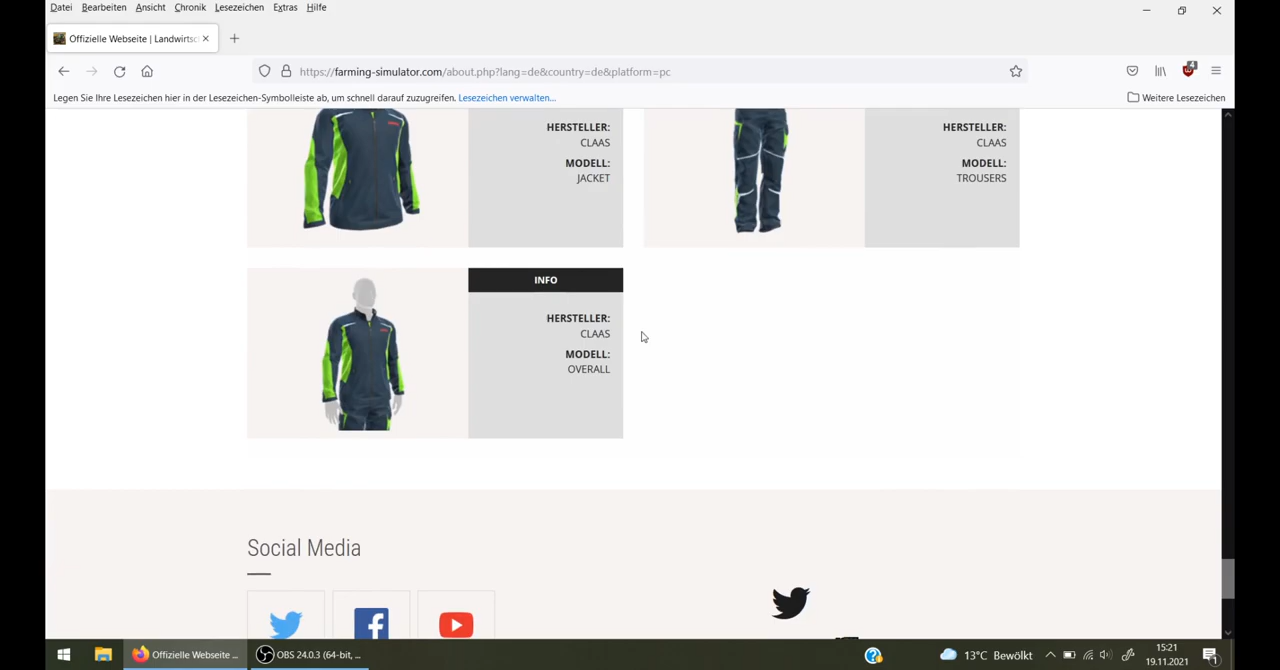 Datei Bearbeiten Ansicht Chronik Lesezeichen Extras Hilfe
Offizielle Webseite | Landwirtsc
https://farming-simulator.com/about.php?lang=de&country=de&platform=pc
4
Legen Sie Ihre Lesezeichen hier in der Lesezeichen-Symbolleiste ab, um schnell darauf zuzugreifen. Lesezeichen verwalten...
Weitere Lesezeichen
HERSTELLER:
CLAAS
MODELL:
JACKET
HERSTELLER:
CLAAS
MODELL:
TROUSERS
INFO
HERSTELLER:
CLAAS
MODELL:
OVERALL
Social Media
Offizielle Webseite ...
OBS 24.0.3 (64-bit, ...
13°C Bewölkt
15:21
19.11.2021
1